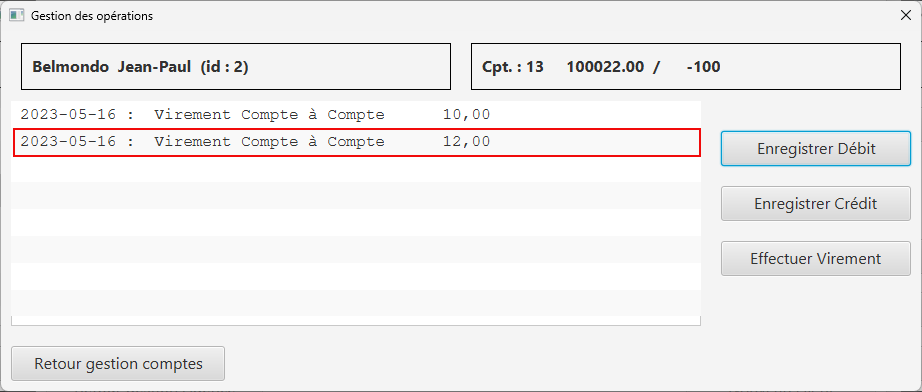 Gestion des opérations
Belmondo Jean-Paul (id : 2)
Cpt. : 13 100022.00 / -100
2023-05-16 : Virement Compte à Compte 10,00
2023-05-16 : Virement Compte à Compte 12,00
Enregistrer Débit
Enregistrer Crédit
Effectuer Virement
Retour gestion comptes